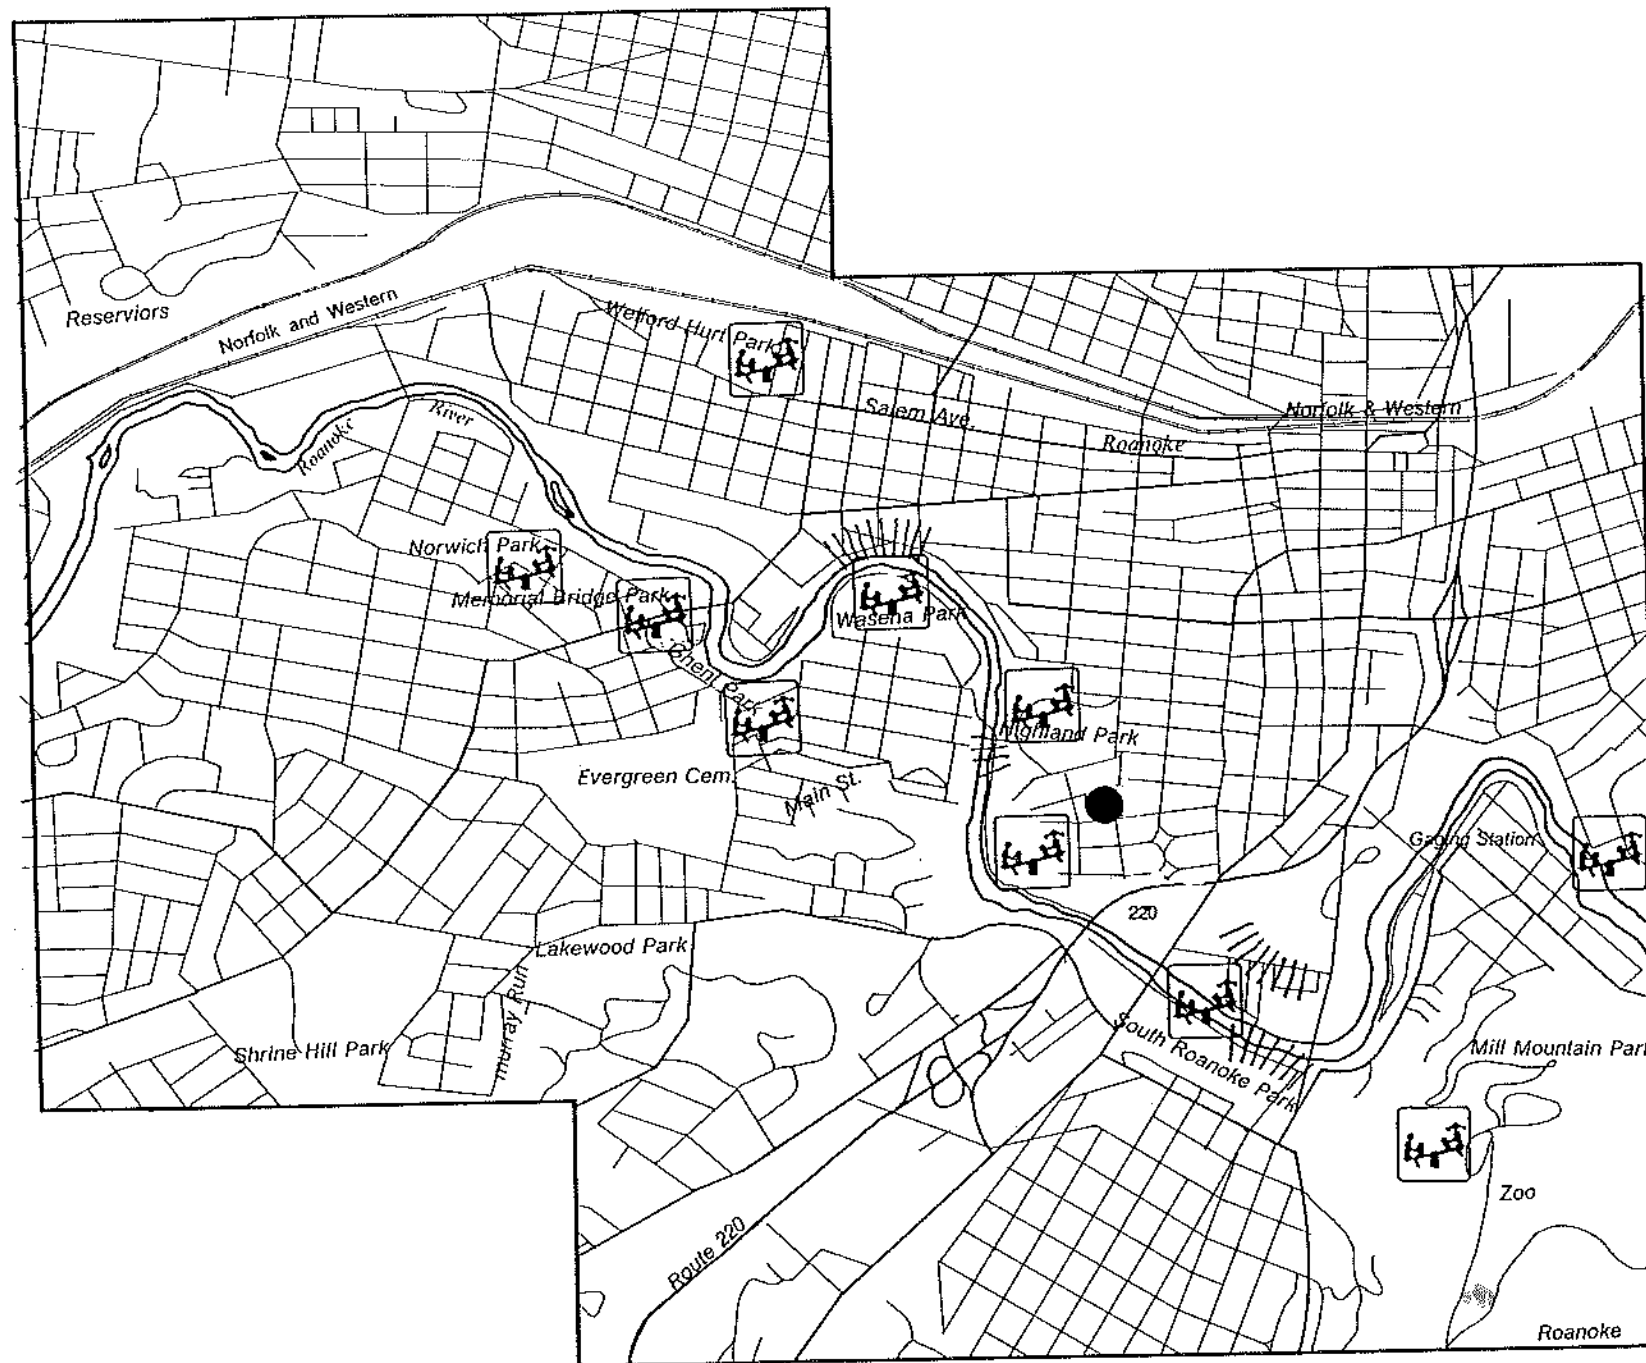 Reserviors
Norfolk and Western
Welford Hurt Park
Salem Ave.
Norfolk & Western
Roanoke
River
Roanoke
Norwich Park
Memorial Bridge Park
Wasena Park
Ghent Park
Highland Park
Evergreen Cem.
Main St.
Gaging Station
220
Lakewood Park
murray Run
Shrine Hill Park
South Roanoke Park
Mill Mountain Park
Zoo
Route 220
Roanoke